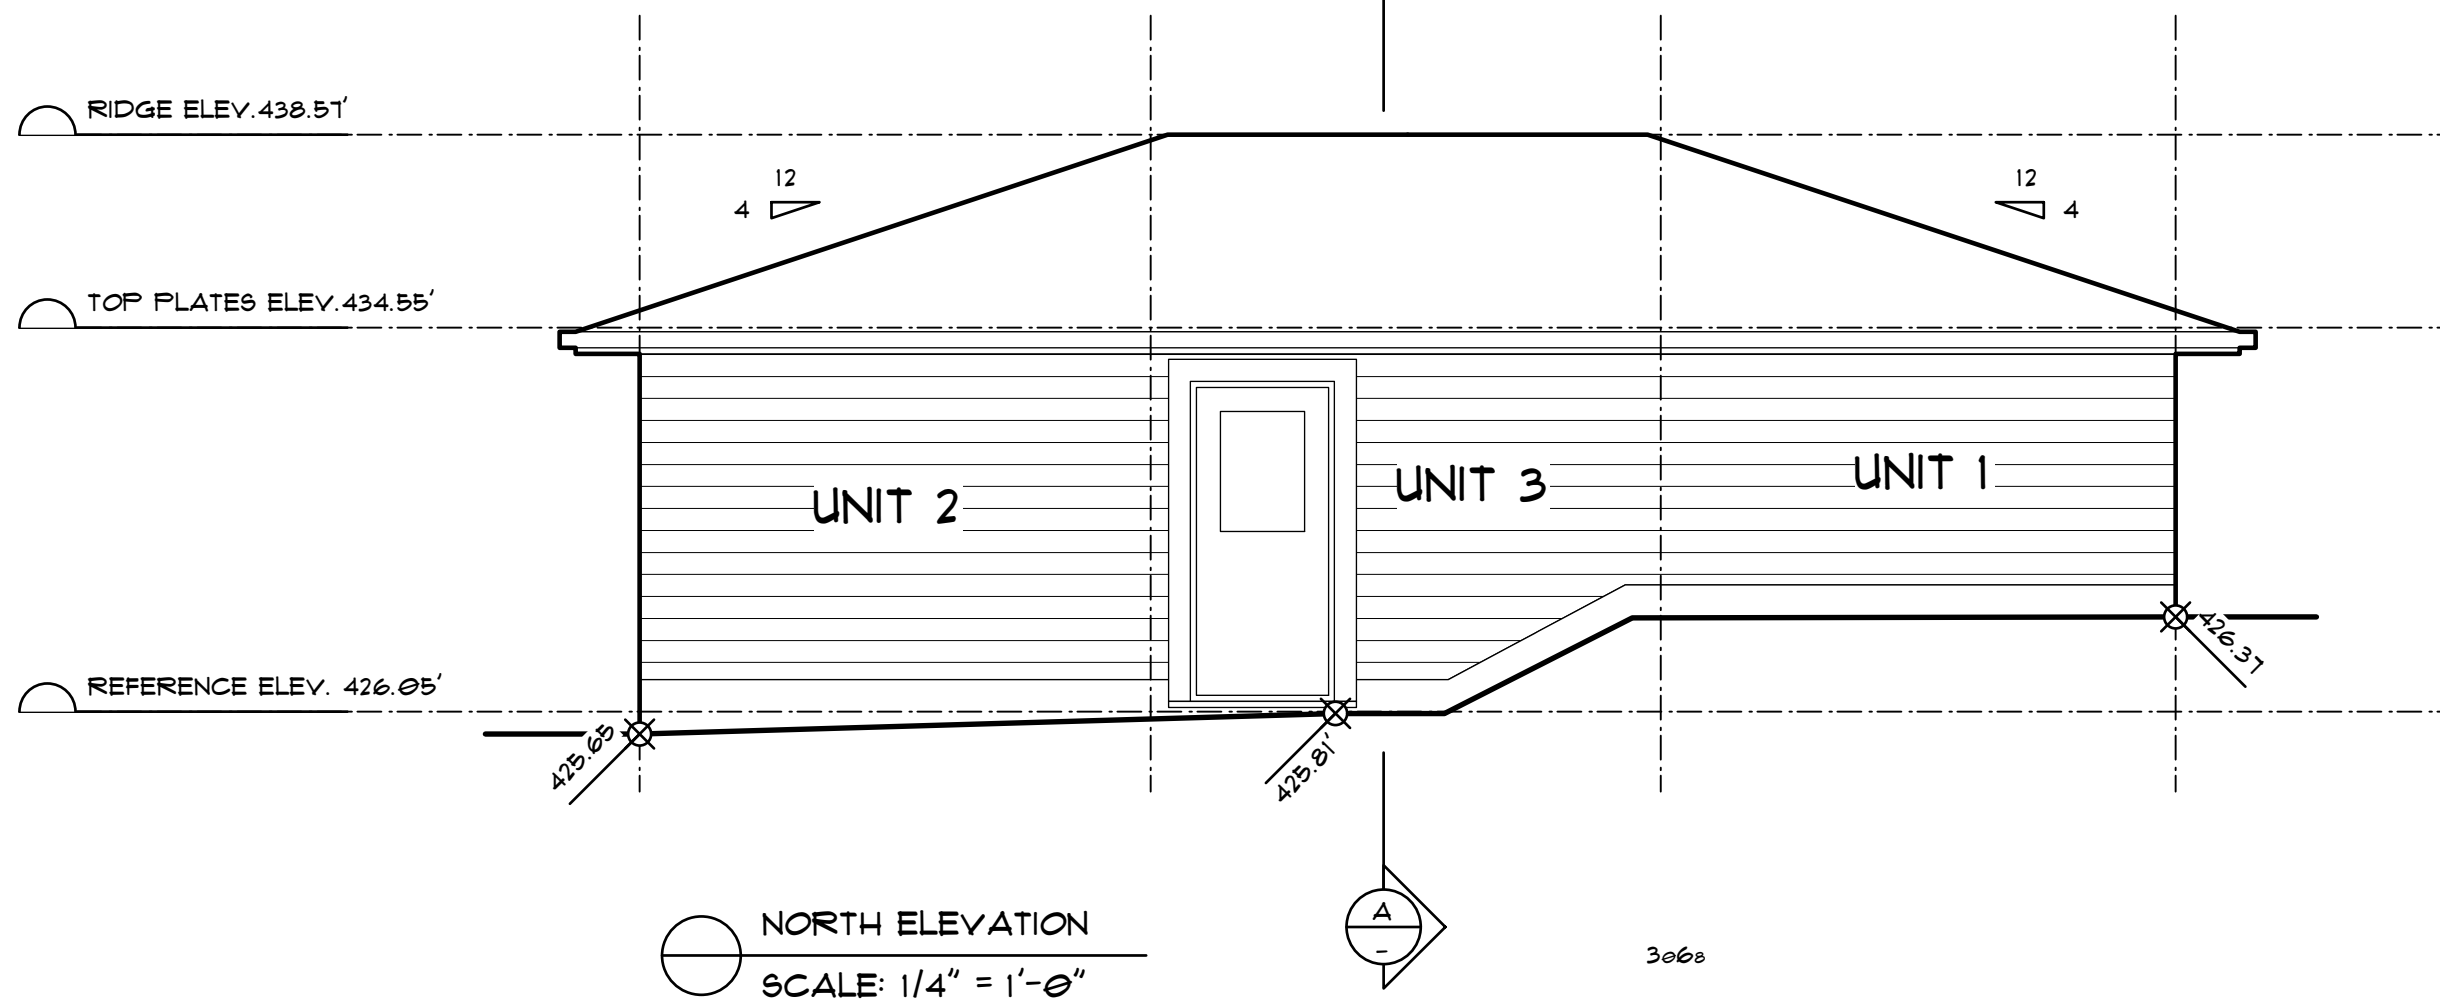 RIDGE ELEV.438.57'
12
4
12
4
TOP PLATES ELEV.434.55'
UNIT 2
UNIT 3
UNIT 1
REFERENCE ELEV. 426.05'
425.65
425.81'
426.37
NORTH ELEVATION
SCALE: 1/4" = 1'-0"
A
-
3068